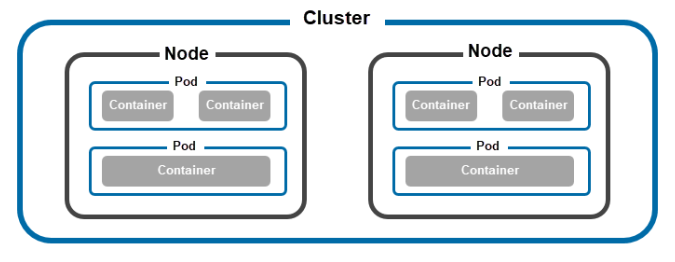 Cluster
Node
Pod
Container Container
Pod
Container
Node
Pod
Container Container
Pod
Container